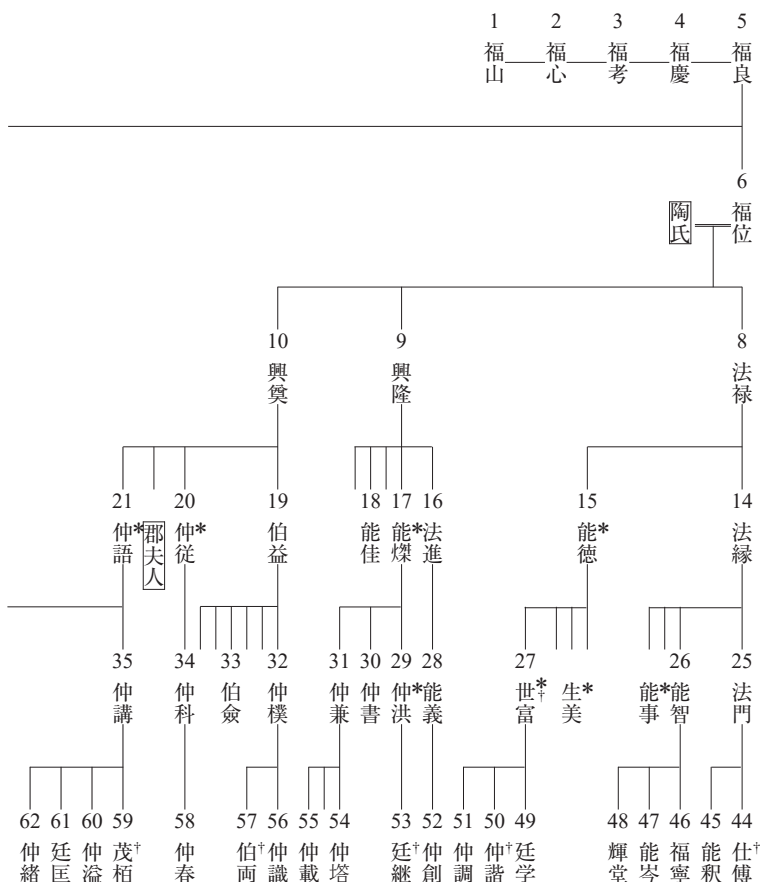 1 福山
2 福心
3 福考
4 福慶
5 福良
6 福位
陶氏
8 法禄
9 興隆
10 興奠
14 法縁
15 能徳*
16 法進
17 能燦*
18 能佳
19 伯益
20 仲従*
郡夫人
21 仲語*
25 法門
26 能智
能事*
生美*
27 世富*†
28 能義
29 仲洪*
30 仲書
31 仲兼
32 仲樸
33 伯僉
34 仲科
35 仲講
44 仕傅†
45 能釈
46 福寧
47 能岑
48 輝堂
49 廷学
50 仲諧†
51 仲調
52 仲創
53 廷継†
54 仲塔
55 仲載
56 仲識
57 伯両†
58 仲春
59 茂栢†
60 仲溢
61 廷匡
62 仲緒